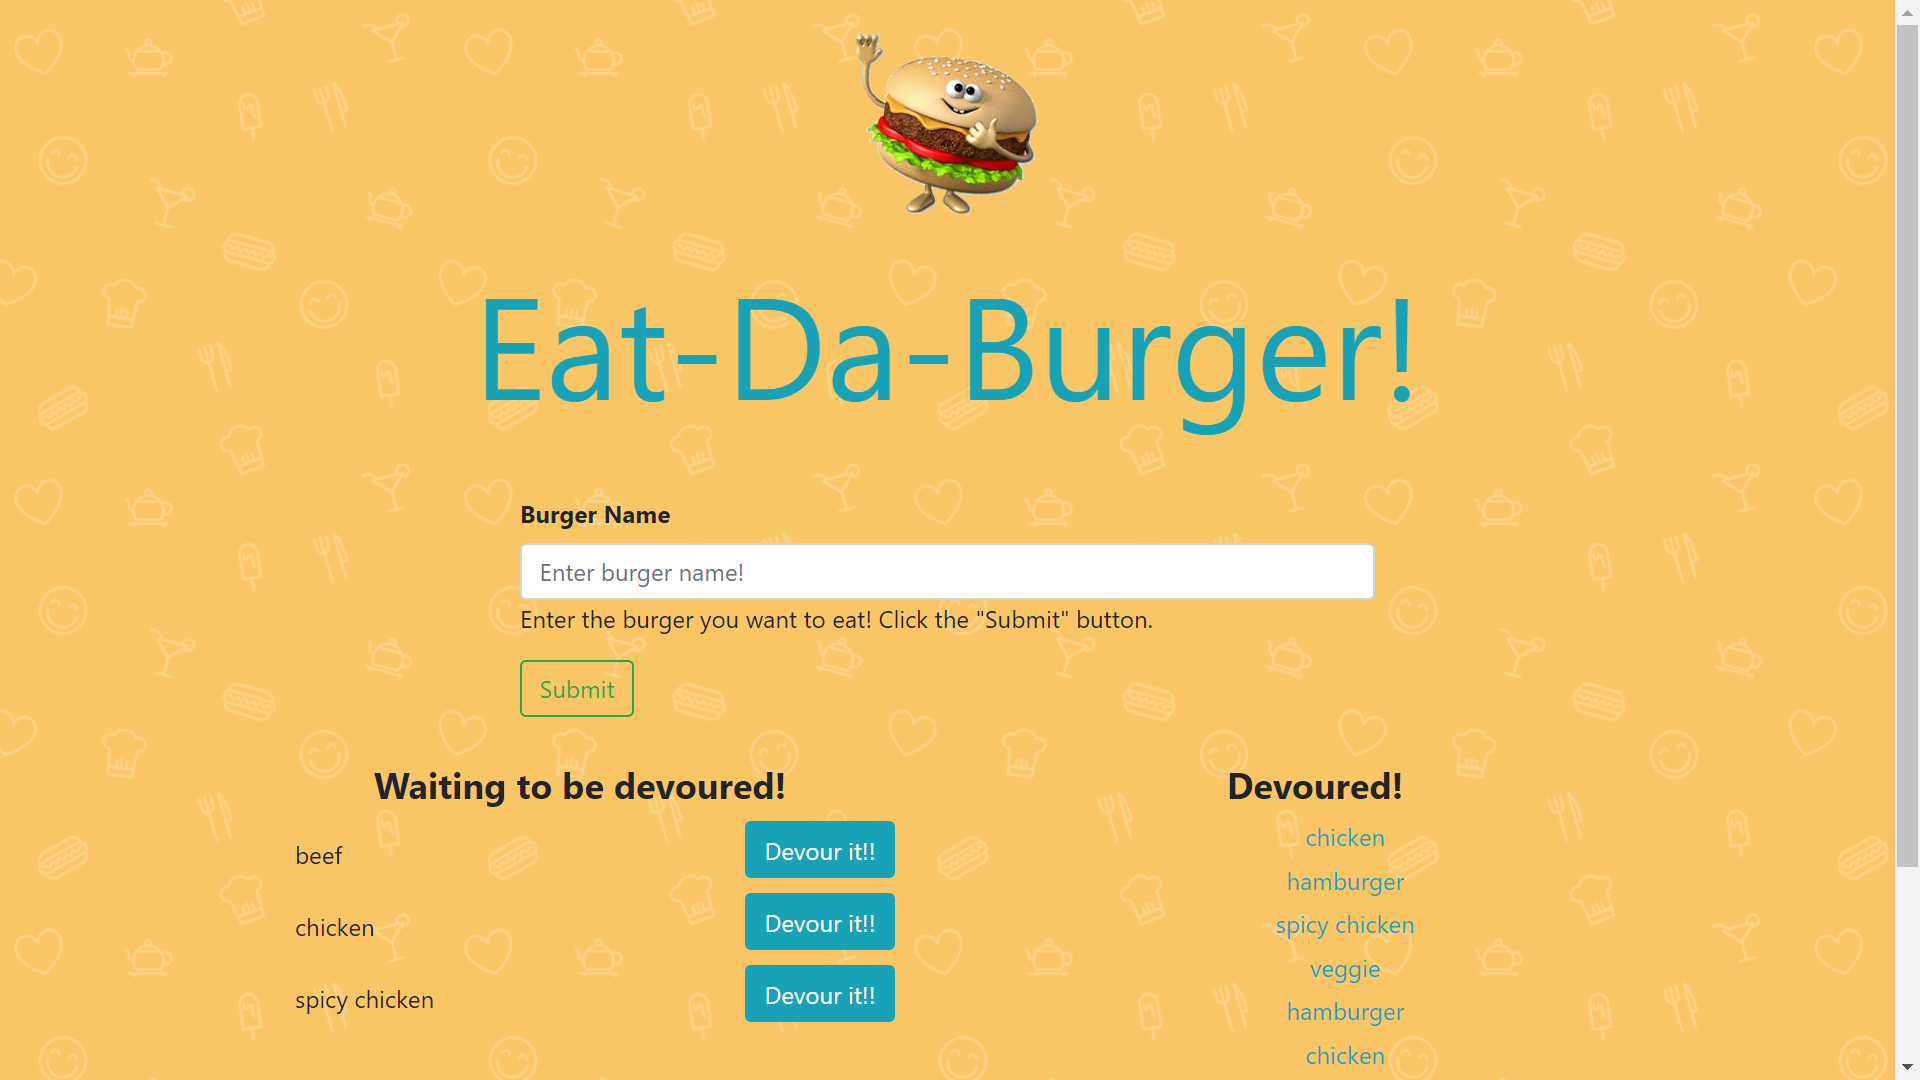 Eat-Da-Burger!
Burger Name
Enter burger name!
Enter the burger you want to eat! Click the "Submit" button.
Submit
Waiting to be devoured!
beef
Devour it!!
chicken
Devour it!!
spicy chicken
Devour it!!
Devoured!
chicken
hamburger
spicy chicken
veggie
hamburger
chicken